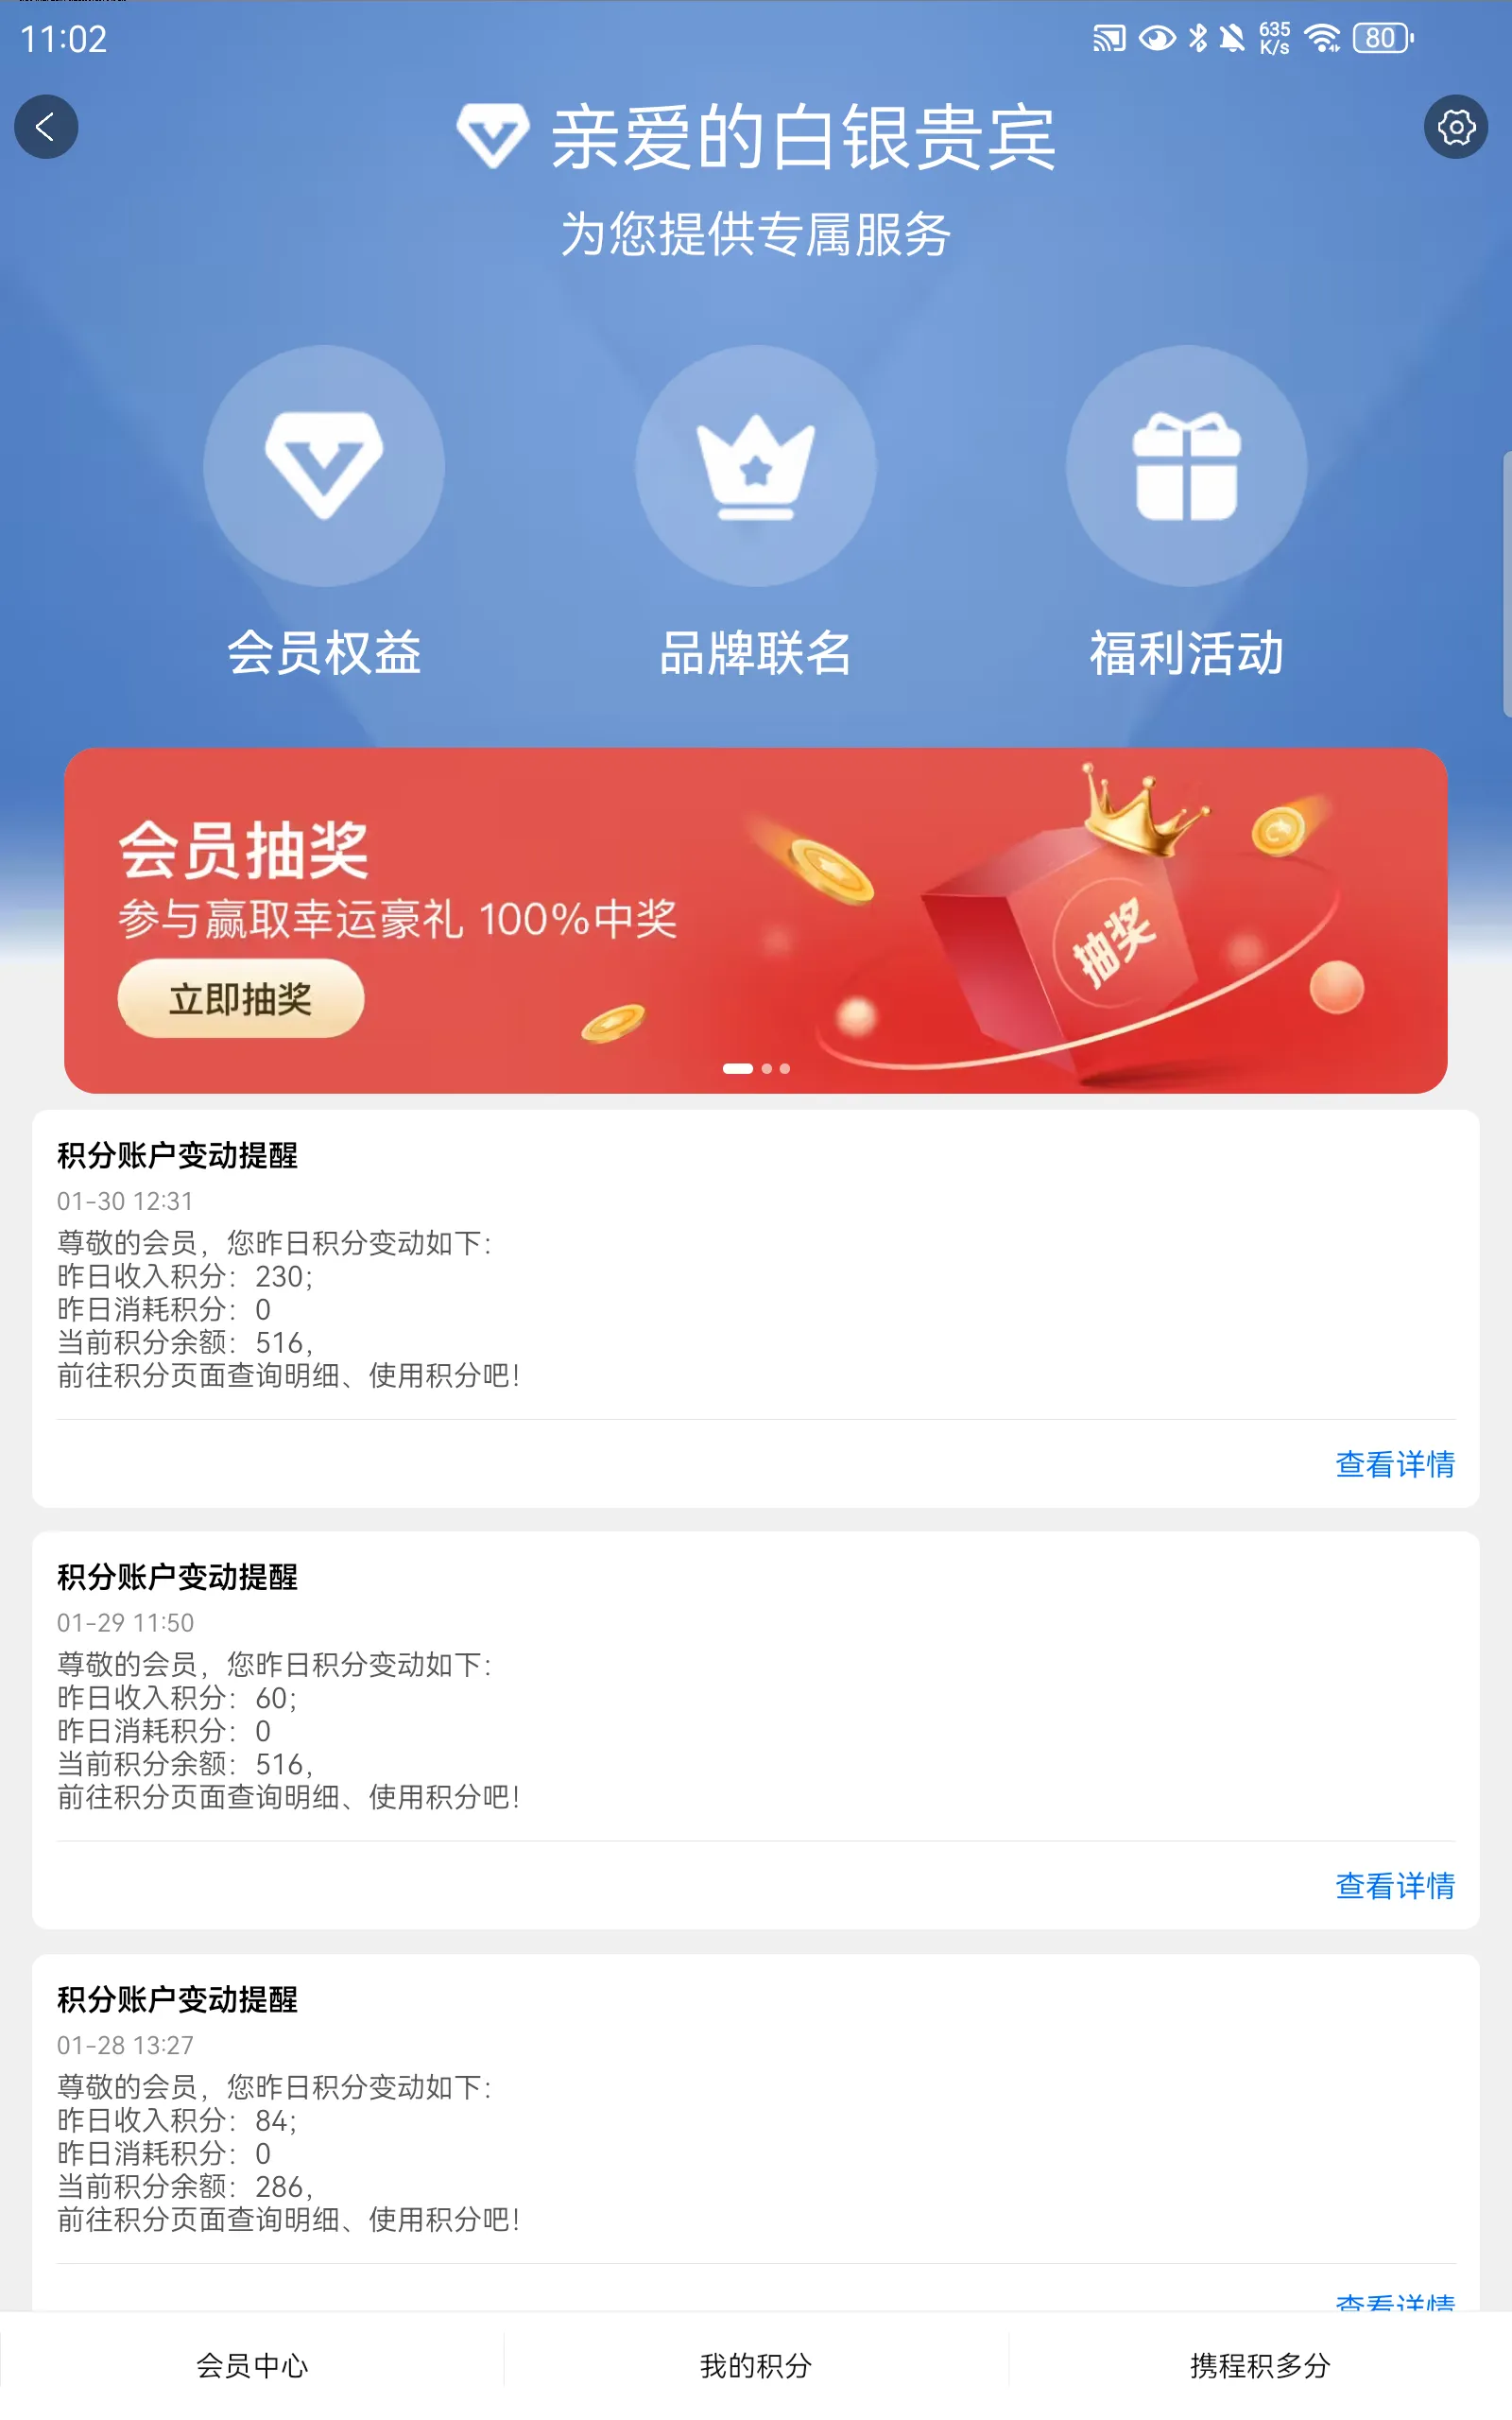 11:02
635 K/s
80
亲爱的白银贵宾
为您提供专属服务
会员权益
品牌联名
福利活动
会员抽奖
参与赢取幸运豪礼 100%中奖
立即抽奖
抽奖
积分账户变动提醒
01-30 12:31
尊敬的会员，您昨日积分变动如下：
昨日收入积分：230；
昨日消耗积分：0
当前积分余额：516，
前往积分页面查询明细、使用积分吧！
查看详情
积分账户变动提醒
01-29 11:50
尊敬的会员，您昨日积分变动如下：
昨日收入积分：60；
昨日消耗积分：0
当前积分余额：516，
前往积分页面查询明细、使用积分吧！
查看详情
积分账户变动提醒
01-28 13:27
尊敬的会员，您昨日积分变动如下：
昨日收入积分：84；
昨日消耗积分：0
当前积分余额：286，
前往积分页面查询明细、使用积分吧！
查看详情
会员中心
我的积分
携程积多分